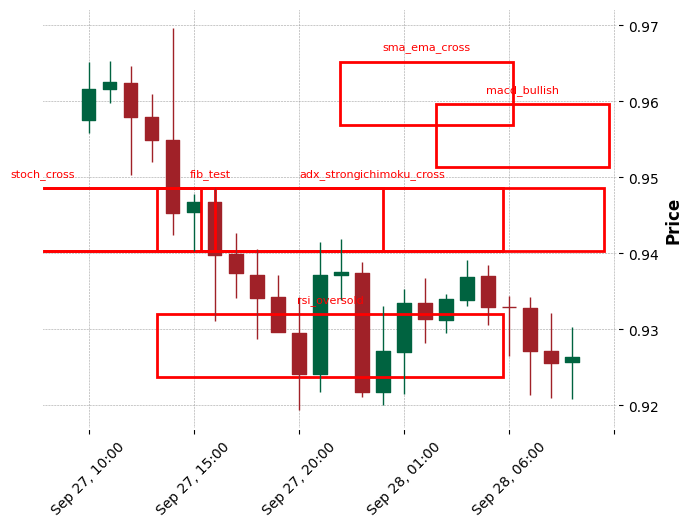 0.97
sma_ema_cross
0.96
macd_bullish
0.95
stoch_cross
fib_test
adx_strongichimoku_cross
0.94
Price
rsi_oversold
0.93
0.92
Sep 27, 10:00
Sep 27, 15:00
Sep 27, 20:00
Sep 28, 01:00
Sep 28, 06:00